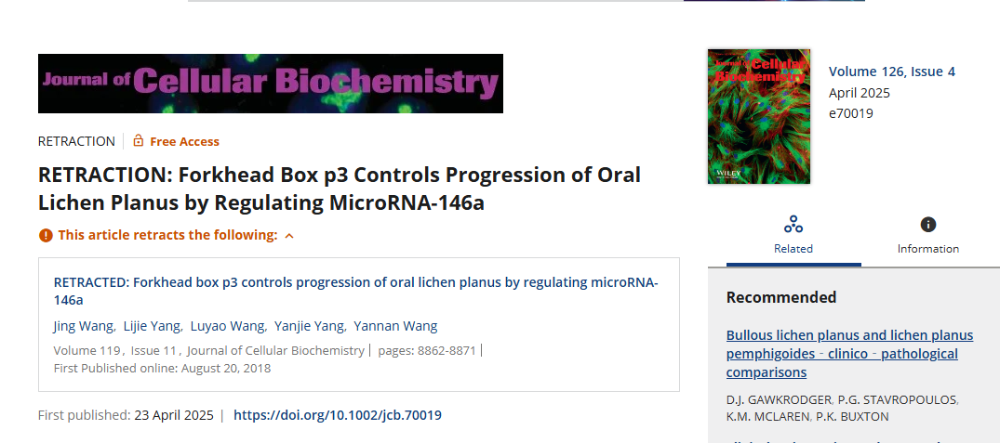 Journal of Cellular Biochemistry
RETRACTION
Free Access
RETRACTION: Forkhead Box p3 Controls Progression of Oral
Lichen Planus by Regulating MicroRNA-146a
This article retracts the following:
RETRACTED: Forkhead box p3 controls progression of oral lichen planus by regulating microRNA-
146a
Jing Wang, Lijie Yang, Luyao Wang, Yanjie Yang, Yannan Wang
Volume 119, Issue 11, Journal of Cellular Biochemistry | pages: 8862-8871 |
First Published online: August 20, 2018
First published: 23 April 2025 | https://doi.org/10.1002/jcb.70019
Journal of Cellular
Biochemistry
WILEY
Volume 126, Issue 4
April 2025
e70019
Related
Information
Recommended
Bullous lichen planus and lichen planus
pemphigoides ‐ clinico ‐ pathological
comparisons
D.J. GAWKRODGER, P.G. STAVROPOULOS,
K.M. MCLAREN, P.K. BUXTON